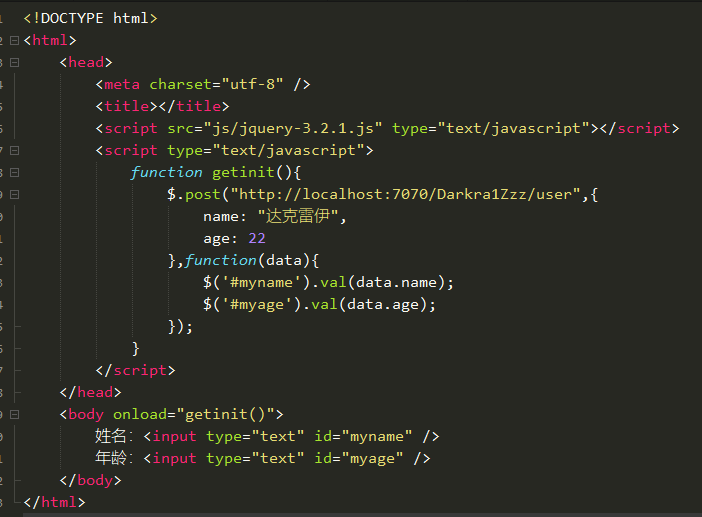 <!DOCTYPE html>
<html>
<head>
<meta charset="utf-8" />
<title></title>
<script src="js/jquery-3.2.1.js" type="text/javascript"></script>
<script type="text/javascript">
function getinit(){
$.post("http://localhost:7070/Darkra1Zzz/user",{
name: "达克雷伊",
age: 22
},function(data){
$('#myname').val(data.name);
$('#myage').val(data.age);
});
}
</script>
</head>
<body onload="getinit()">
姓名：<input type="text" id="myname" />
年龄：<input type="text" id="myage" />
</body>
</html>